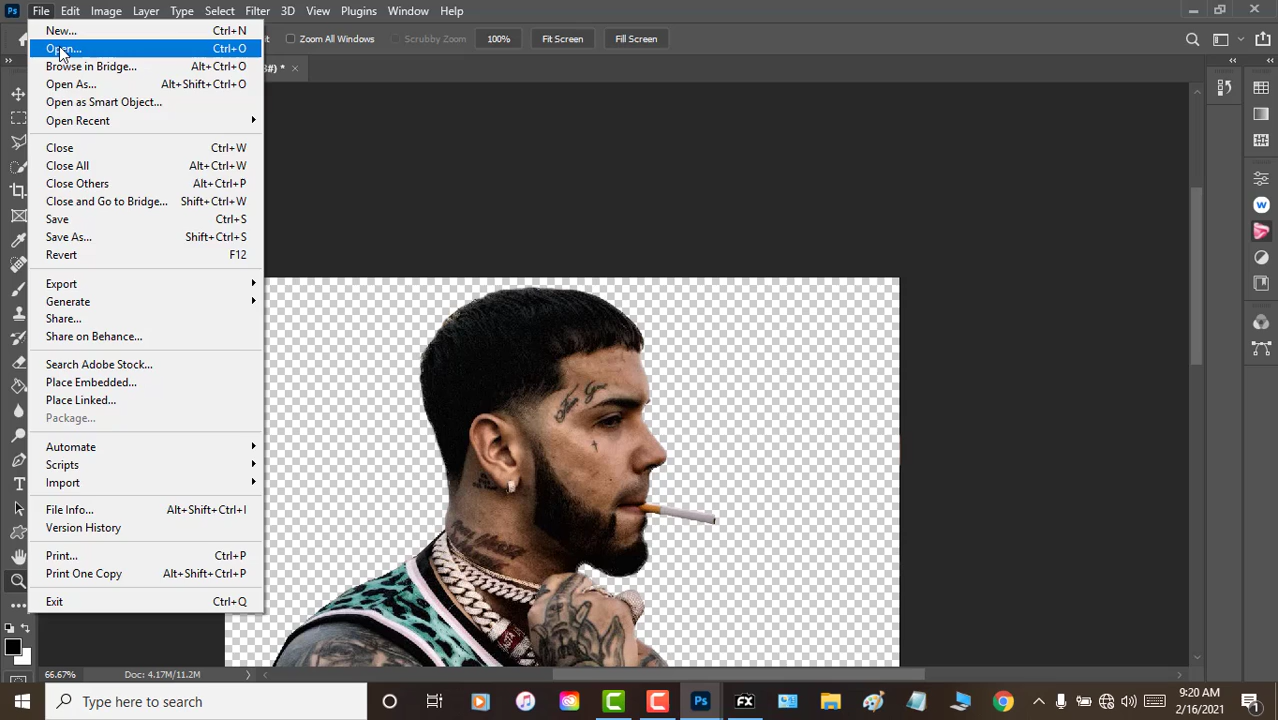 Ps File Edit Image Layer Type Select Filter 3D View Plugins Window Help
Zoom All Windows Scrubby Zoom 100% Fit Screen Fill Screen
#) * ×
New... Ctrl+N
Open... Ctrl+O
Browse in Bridge... Alt+Ctrl+O
Open As... Alt+Shift+Ctrl+O
Open as Smart Object...
Open Recent
Close Ctrl+W
Close All Alt+Ctrl+W
Close Others Alt+Ctrl+P
Close and Go to Bridge... Shift+Ctrl+W
Save Ctrl+S
Save As... Shift+Ctrl+S
Revert F12
Export
Generate
Share...
Share on Behance...
Search Adobe Stock...
Place Embedded...
Place Linked...
Package...
Automate
Scripts
Import
File Info... Alt+Shift+Ctrl+I
Version History
Print... Ctrl+P
Print One Copy Alt+Shift+Ctrl+P
Exit Ctrl+Q
66.67% Doc: 4.17M/11.2M
Type here to search
Ps
FX
9:20 AM
2/16/2021